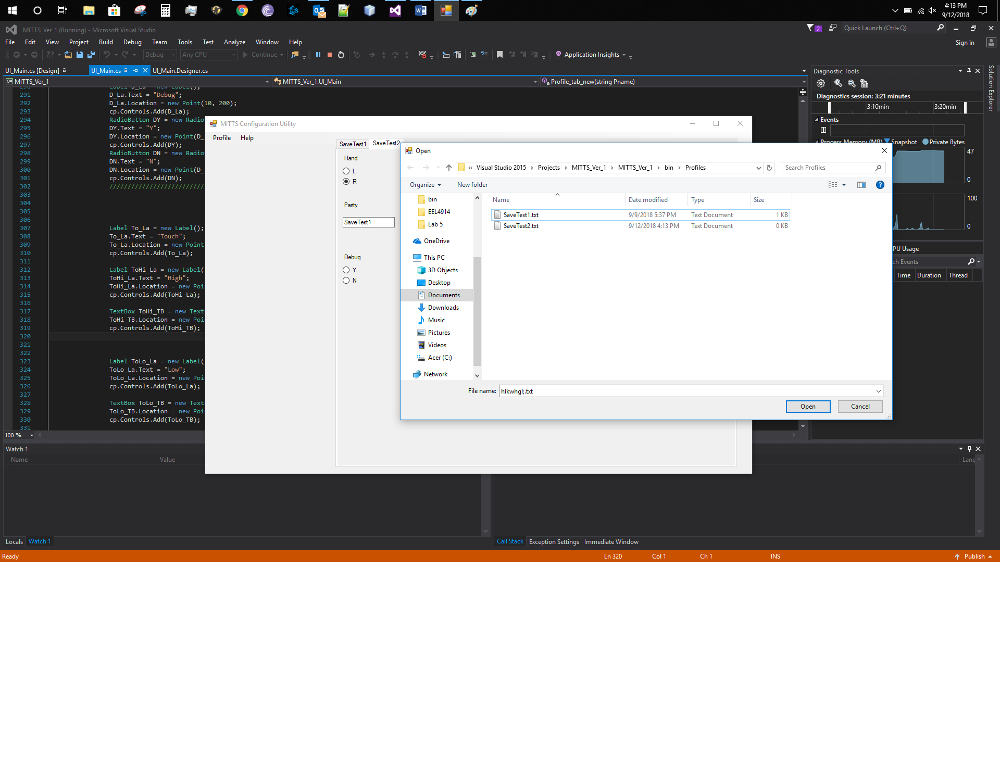 4:13 PM
9/12/2018
MITTS_Ver_1 (Running) - Microsoft Visual Studio
2
Quick Launch (Ctrl+Q)
File Edit View Project Build Debug Team Tools Test Analyze Window Help
Sign in
Debug Any CPU Continue Application Insights
UI_Main.cs [Design] UI_Main.cs UI_Main.Designer.cs
C# MITTS_Ver_1 MITTS_Ver_1.UI_Main Profile_tab_new(string Pname)
291 D_La.Text = "Debug";
292 D_La.Location = new Point(10, 200);
293 cp.Controls.Add(D_La);
294 RadioButton DY = new Radio
295 DY.Text = "Y";
296 DY.Location = new Point(D_
297 cp.Controls.Add(DY);
298 RadioButton DN = new Radio
299 DN.Text = "N";
300 DN.Location = new Point(D_
301 cp.Controls.Add(DN);
302 //////////////////////////
303
304
305
306
307 Label To_La = new Label();
308 To_La.Text = "Touch";
309 To_La.Location = new Point
310 cp.Controls.Add(To_La);
311
312 Label ToHi_La = new Label(
313 ToHi_La.Text = "High";
314 ToHi_La.Location = new Poi
315 cp.Controls.Add(ToHi_La);
316
317 TextBox ToHi_TB = new Text
318 ToHi_TB.Location = new Poi
319 cp.Controls.Add(ToHi_TB);
320
321
322
323 Label ToLo_La = new Label(
324 ToLo_La.Text = "Low";
325 ToLo_La.Location = new Poi
326 cp.Controls.Add(ToLo_La);
327
328 TextBox ToLo_TB = new Text
329 ToLo_TB.Location = new Poi
330 cp.Controls.Add(ToLo_TB);
331
100 %
MITTS Configuration Utility
Profile Help
SaveTest1 SaveTest2
Hand
L
R
Parity
SaveTest1
Debug
Y
N
Open
« Visual Studio 2015 › Projects › MITTS_Ver_1 › MITTS_Ver_1 › bin › Profiles
Search Profiles
Organize New folder
bin
EEL4914
Lab 5
OneDrive
This PC
3D Objects
Desktop
Documents
Downloads
Music
Pictures
Videos
Acer (C:)
Network
Name Date modified Type Size
SaveTest1.txt 9/9/2018 5:37 PM Text Document 1 KB
SaveTest2.txt 9/12/2018 4:13 PM Text Document 0 KB
File name: hlkwhgl;.txt
Open Cancel
Diagnostic Tools
Diagnostics session: 3:21 minutes
3:10min 3:20min
Events
Process Memory (MB) Snapshot Private Bytes
47
0
100
0
PU Usage
ch Events
Time Duration Thread
Solution Explorer
Watch 1
Name Value
Lang
Locals Watch 1
Call Stack Exception Settings Immediate Window
Ready Ln 320 Col 1 Ch 1 INS Publish